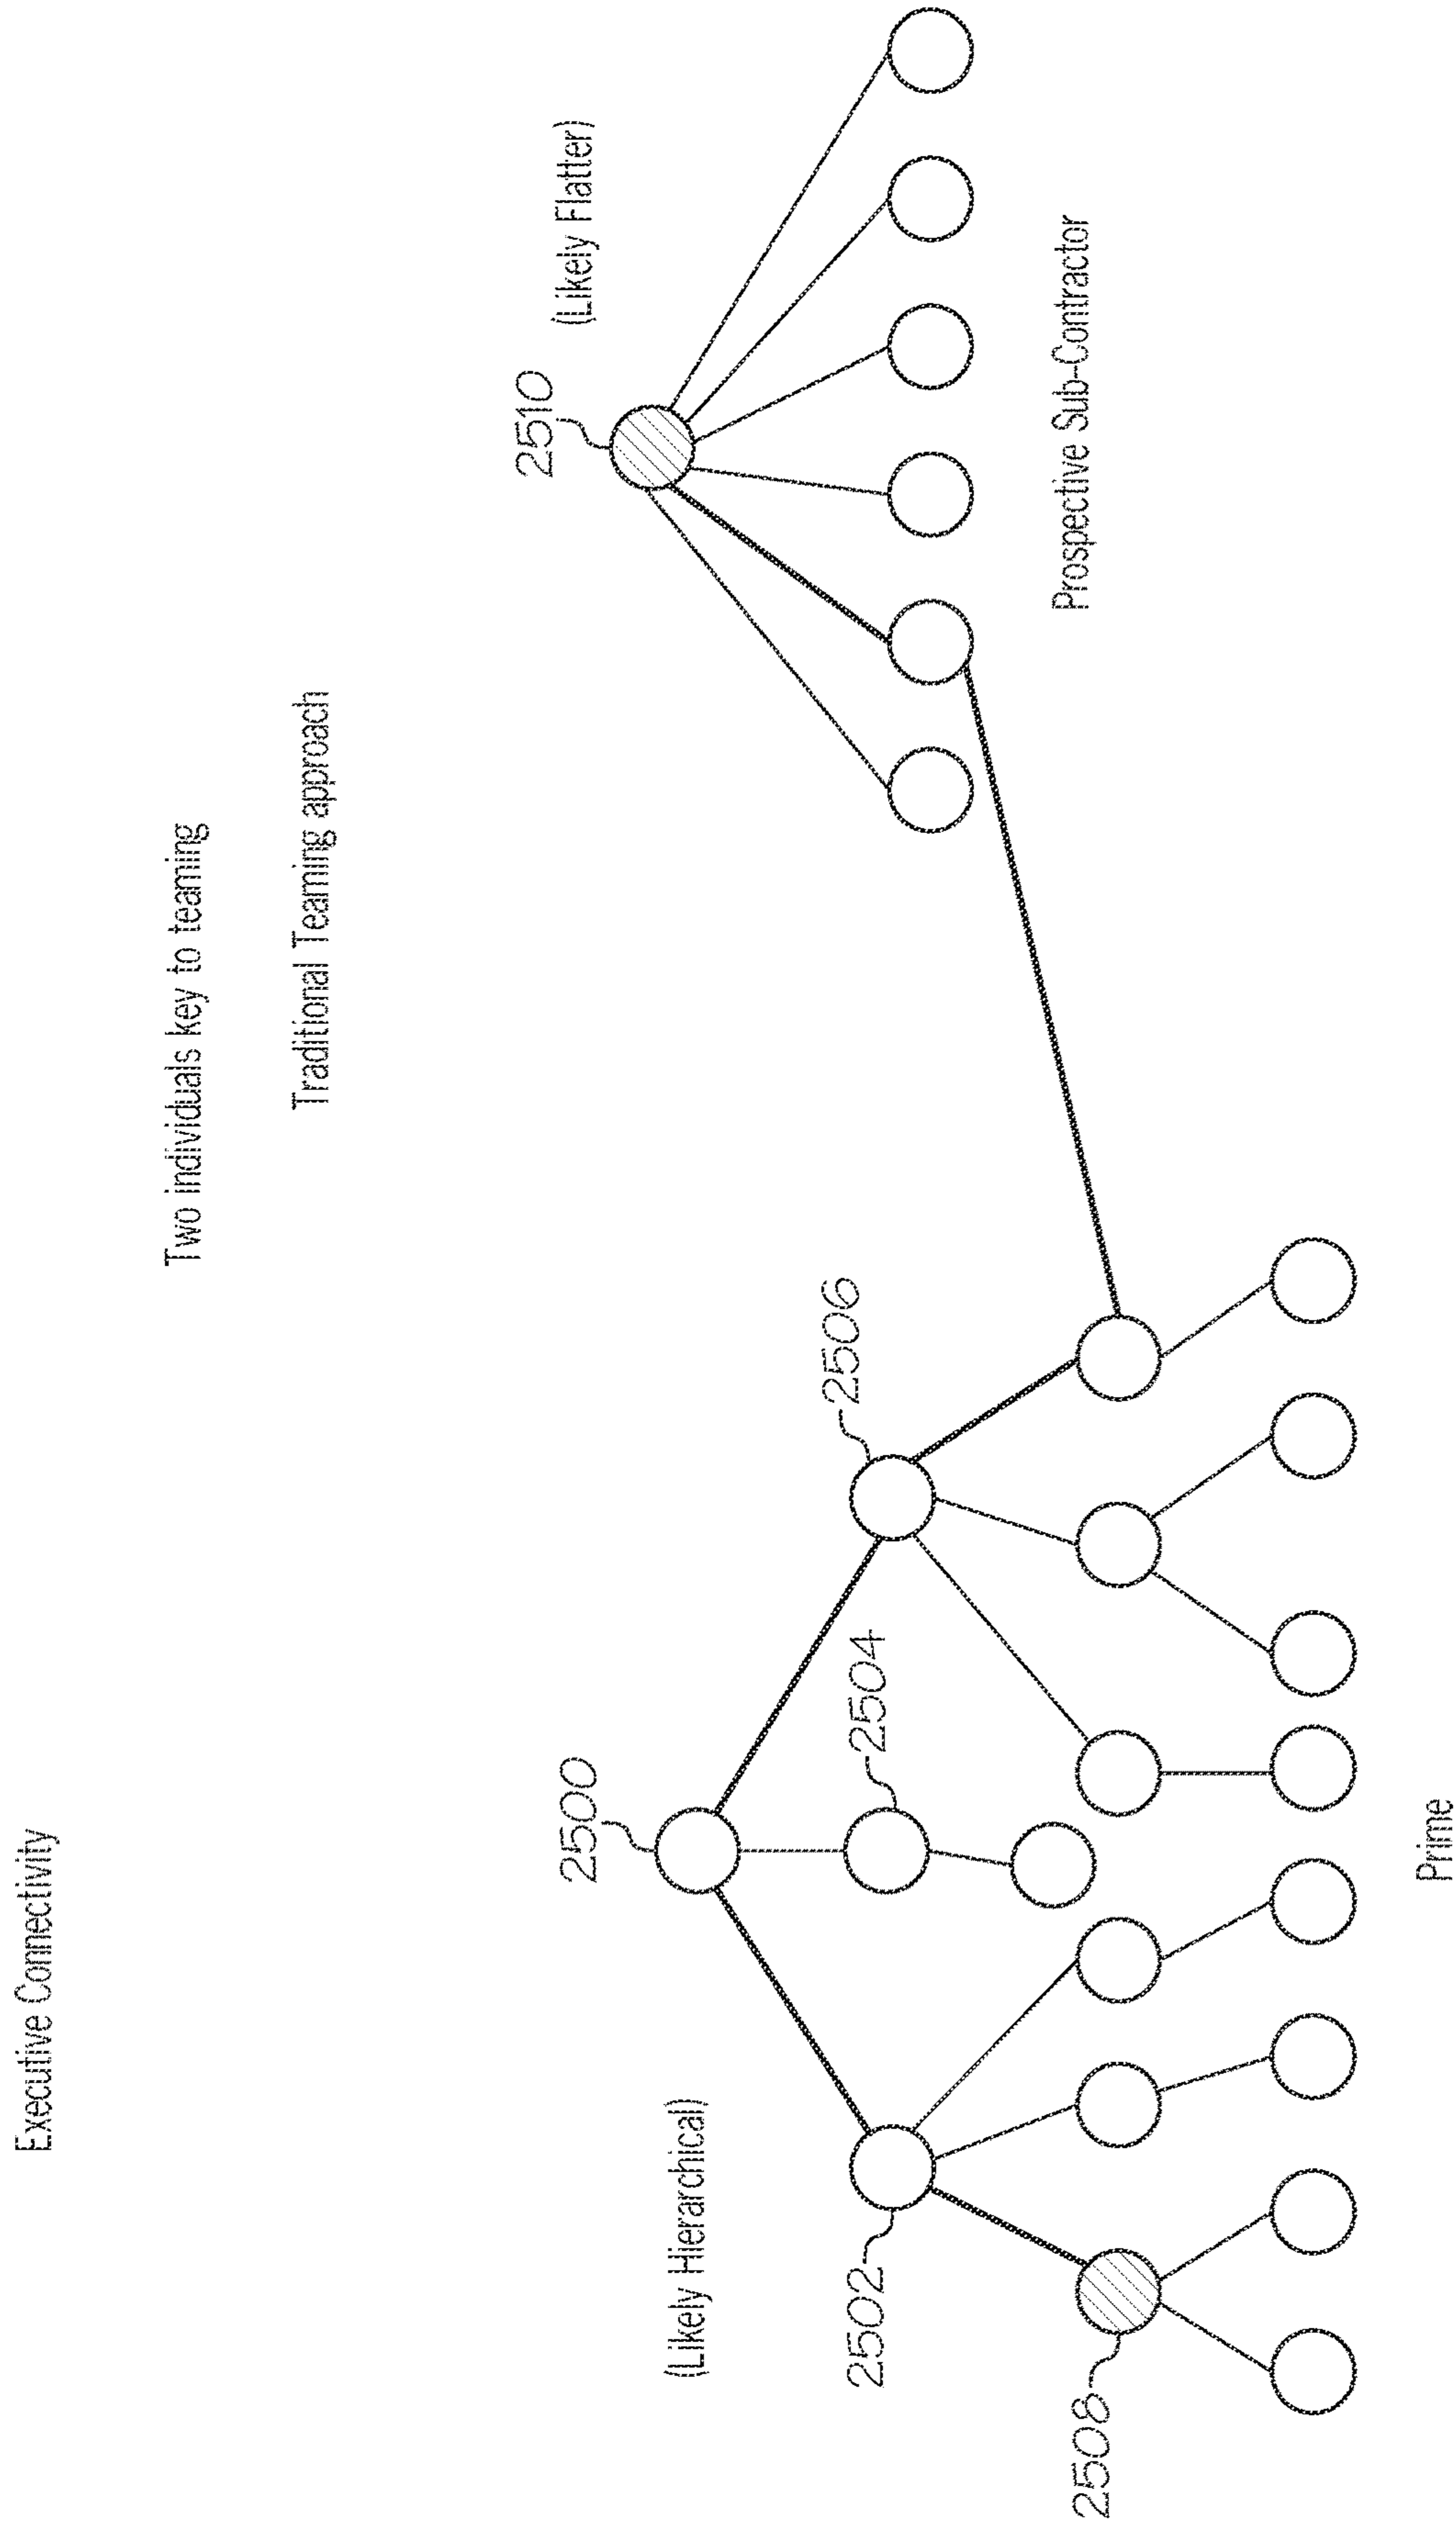 Executive Connectivity
Two individuals key to teaming
Traditional Teaming approach
2510
(Likely Flatter)
2500
(Likely Hierarchical)
2506
2502
2504
Prospective Sub-Contractor
2508
Prime